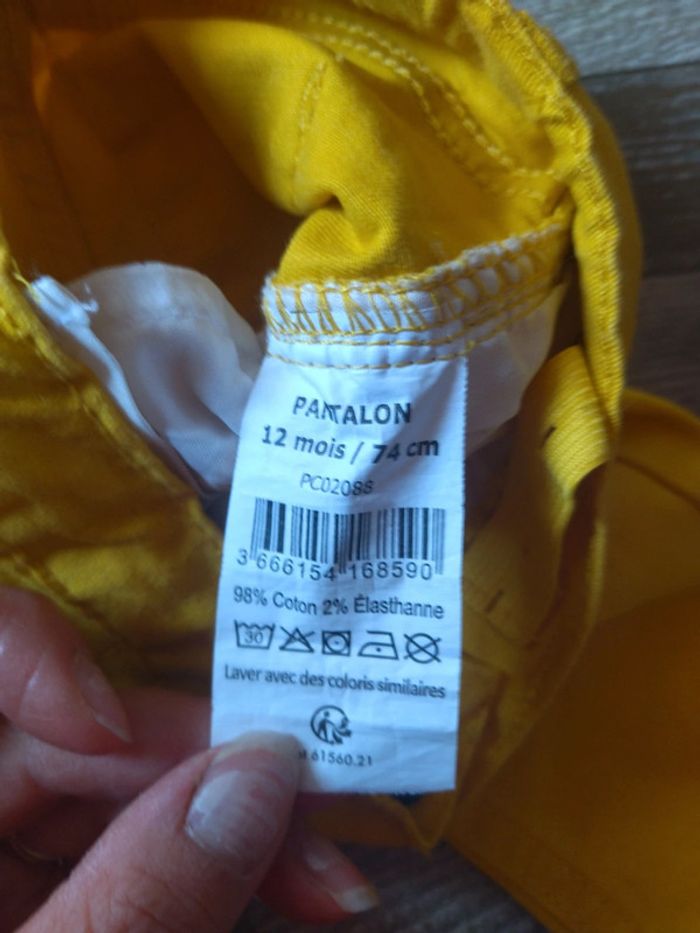 PANTALON
12 mois / 74 cm
PC02088
3 666154 168590
98% Coton 2% Élasthanne
30
Laver avec des coloris similaires
61560.21